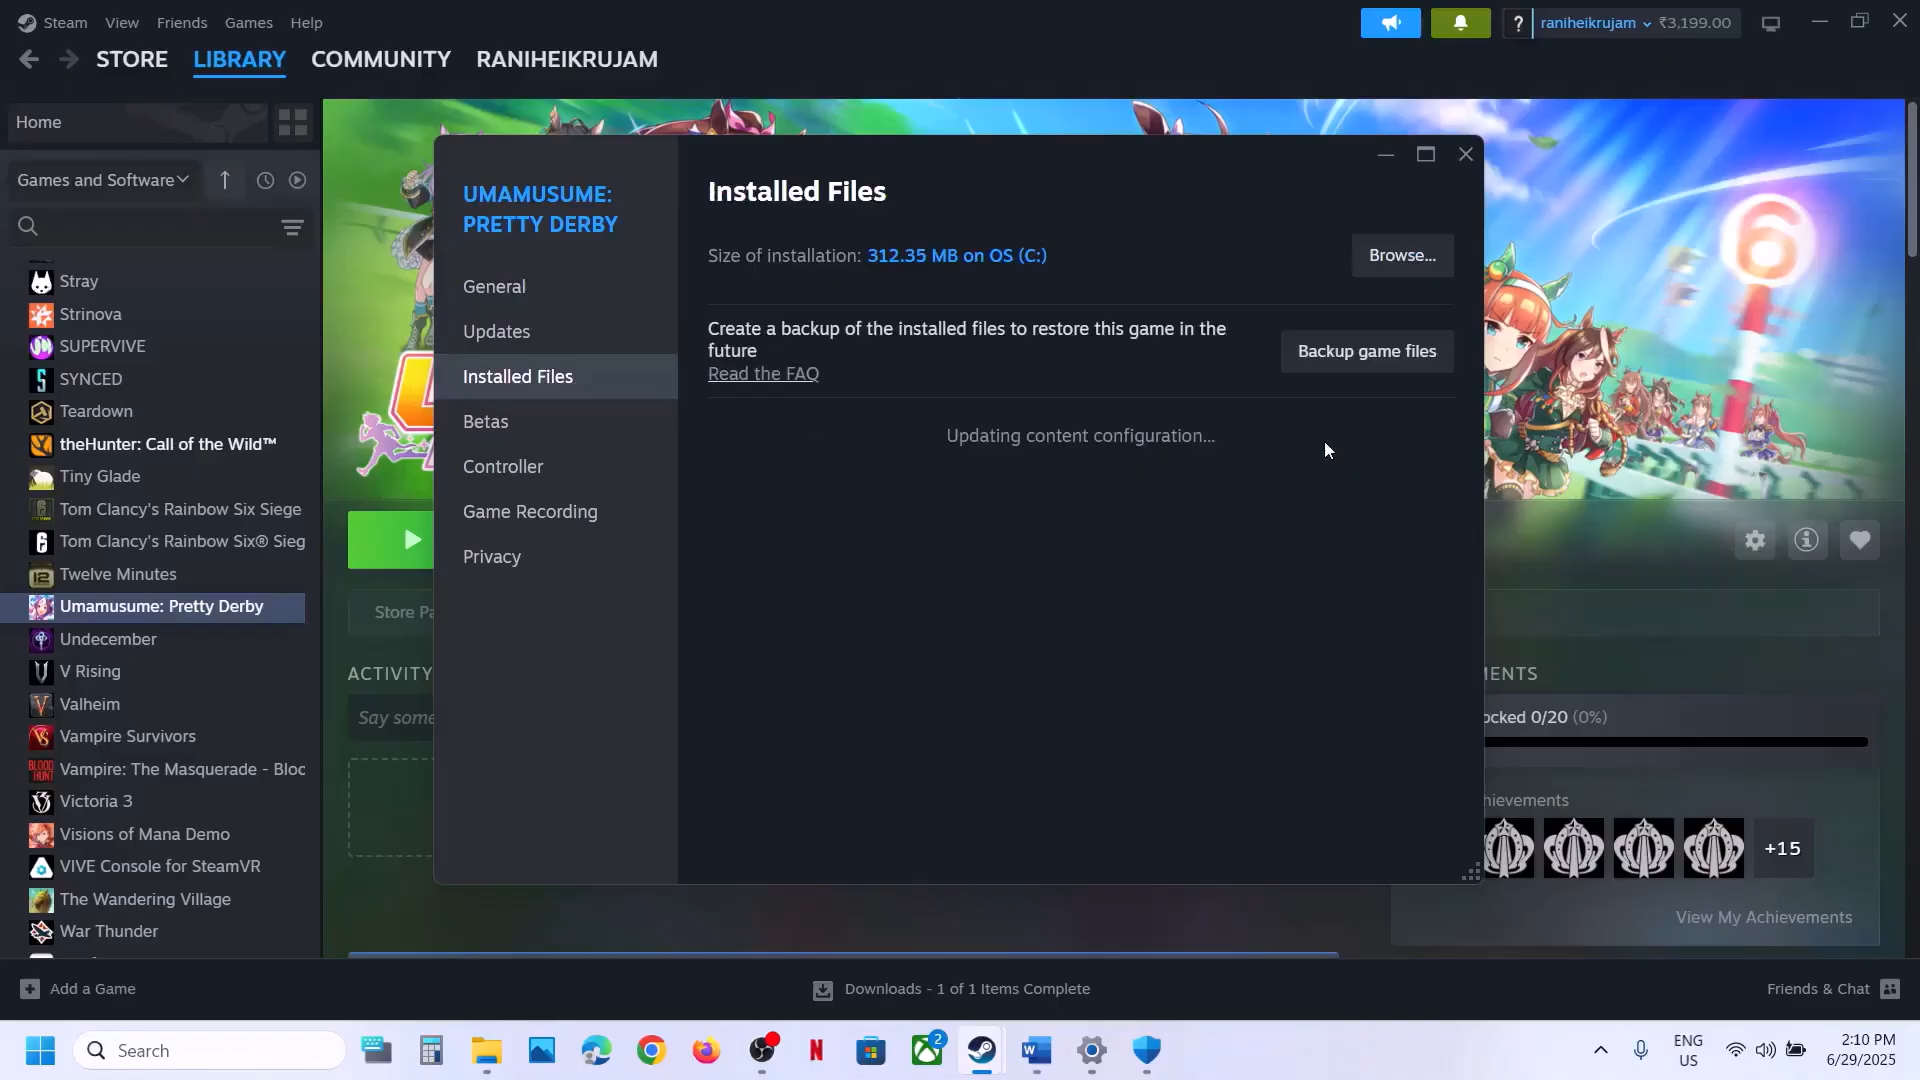 Steam View Friends Games Help
? raniheikrujam ₹3,199.00
STORE LIBRARY COMMUNITY RANIHEIKRUJAM
Home
Games and Software
Stray
Strinova
SUPERVIVE
SYNCED
Teardown
theHunter: Call of the Wild™
Tiny Glade
Tom Clancy's Rainbow Six Siege
Tom Clancy's Rainbow Six® Sieg
Twelve Minutes
Umamusume: Pretty Derby
Undecember
V Rising
Valheim
Vampire Survivors
Vampire: The Masquerade - Bloo
Victoria 3
Visions of Mana Demo
VIVE Console for SteamVR
The Wandering Village
War Thunder
UMAMUSUME:
PRETTY DERBY
General
Updates
Installed Files
Betas
Controller
Game Recording
Privacy
Installed Files
Size of installation: 312.35 MB on OS (C:)
Browse...
Create a backup of the installed files to restore this game in the
future
Read the FAQ
Backup game files
Updating content configuration...
6
Store Pa
ACTIVITY
Say some
MENTS
ocked 0/20 (0%)
hievements
+15
View My Achievements
Add a Game
Downloads - 1 of 1 Items Complete
Friends & Chat
Search
2
ENG
US
2:10 PM
6/29/2025